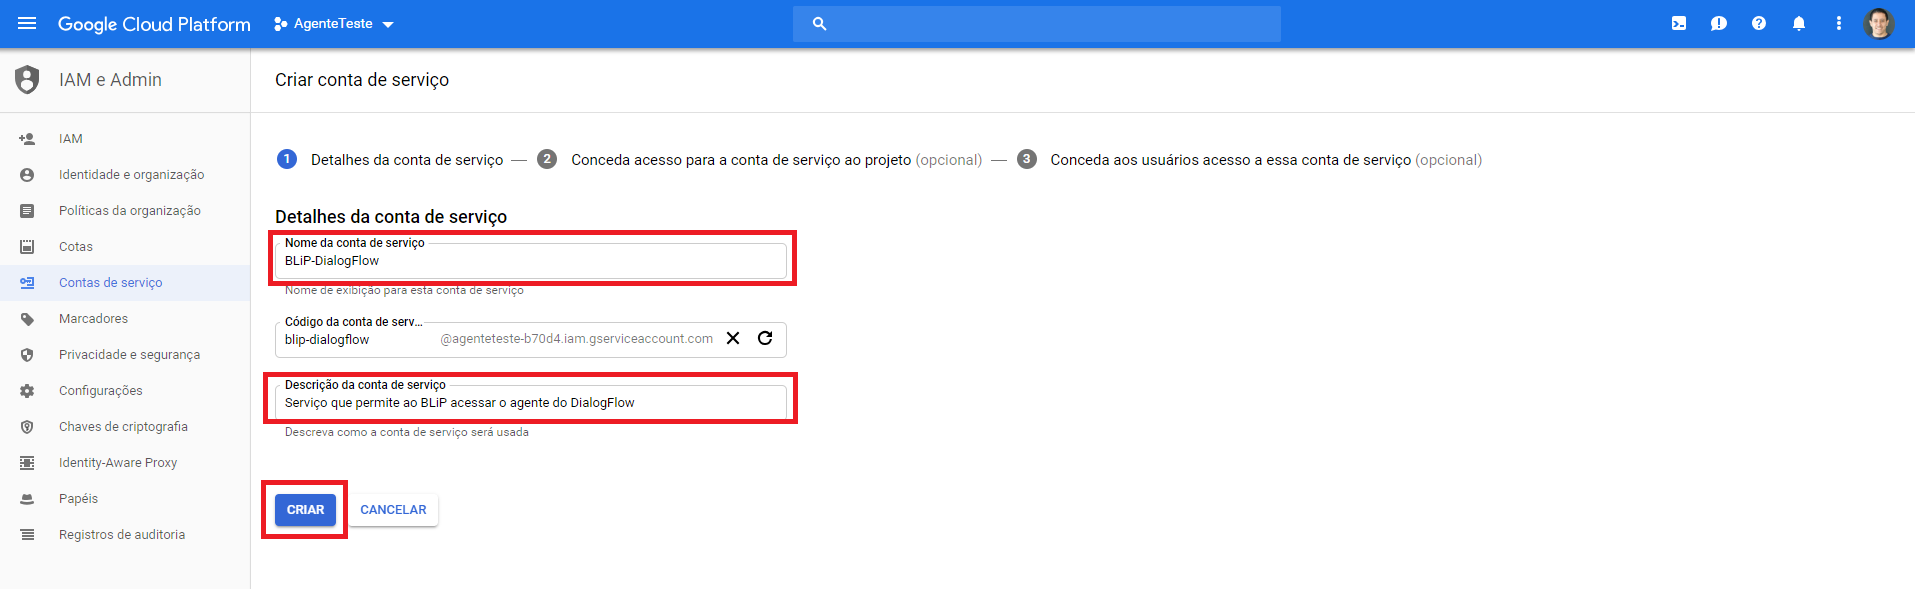 Google Cloud Platform
AgenteTeste
IAM e Admin
Criar conta de serviço
IAM
Identidade e organização
Políticas da organização
Cotas
Contas de serviço
Marcadores
Privacidade e segurança
Configurações
Chaves de criptografia
Identity-Aware Proxy
Papéis
Registros de auditoria
1 Detalhes da conta de serviço — 2 Conceda acesso para a conta de serviço ao projeto (opcional) — 3 Conceda aos usuários acesso a essa conta de serviço (opcional)
Detalhes da conta de serviço
Nome da conta de serviço
BLiP-DialogFlow
Nome de exibição para esta conta de serviço
Código da conta de serv...
blip-dialogflow @agenteteste-b70d4.iam.gserviceaccount.com
Descrição da conta de serviço
Serviço que permite ao BLiP acessar o agente do DialogFlow
Descreva como a conta de serviço será usada
CRIAR CANCELAR